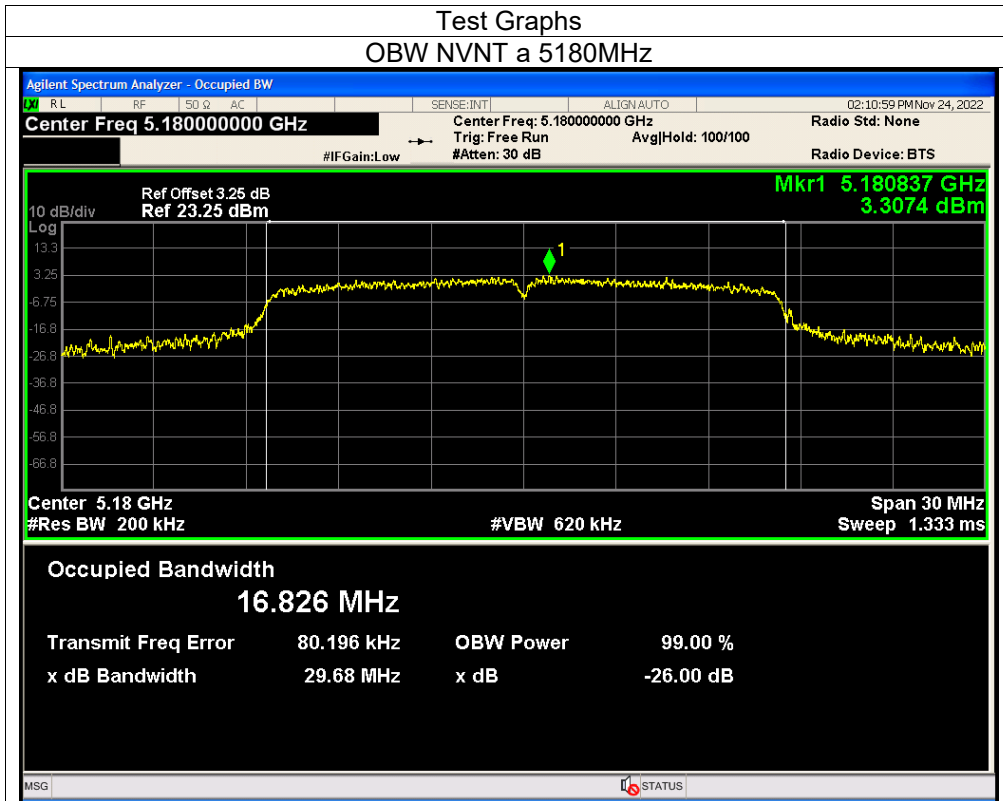 Test Graphs
OBW NVNT a 5180MHz
Agilent Spectrum Analyzer - Occupied BW
LXI RL RF 50 Ω AC SENSE:INT ALIGN AUTO 02:10:59 PM Nov 24, 2022
Center Freq 5.180000000 GHz Center Freq: 5.180000000 GHz Radio Std: None
Trig: Free Run Avg|Hold: 100/100
#IFGain:Low #Atten: 30 dB Radio Device: BTS
Mkr1 5.180837 GHz
3.3074 dBm
Ref Offset 3.25 dB
10 dB/div Ref 23.25 dBm
Log
13.3
1
3.25
-6.75
-16.8
-26.8
-36.8
-46.8
-56.8
-66.8
Center 5.18 GHz Span 30 MHz
#Res BW 200 kHz #VBW 620 kHz Sweep 1.333 ms
Occupied Bandwidth
16.826 MHz
Transmit Freq Error 80.196 kHz OBW Power 99.00 %
x dB Bandwidth 29.68 MHz x dB -26.00 dB
MSG STATUS